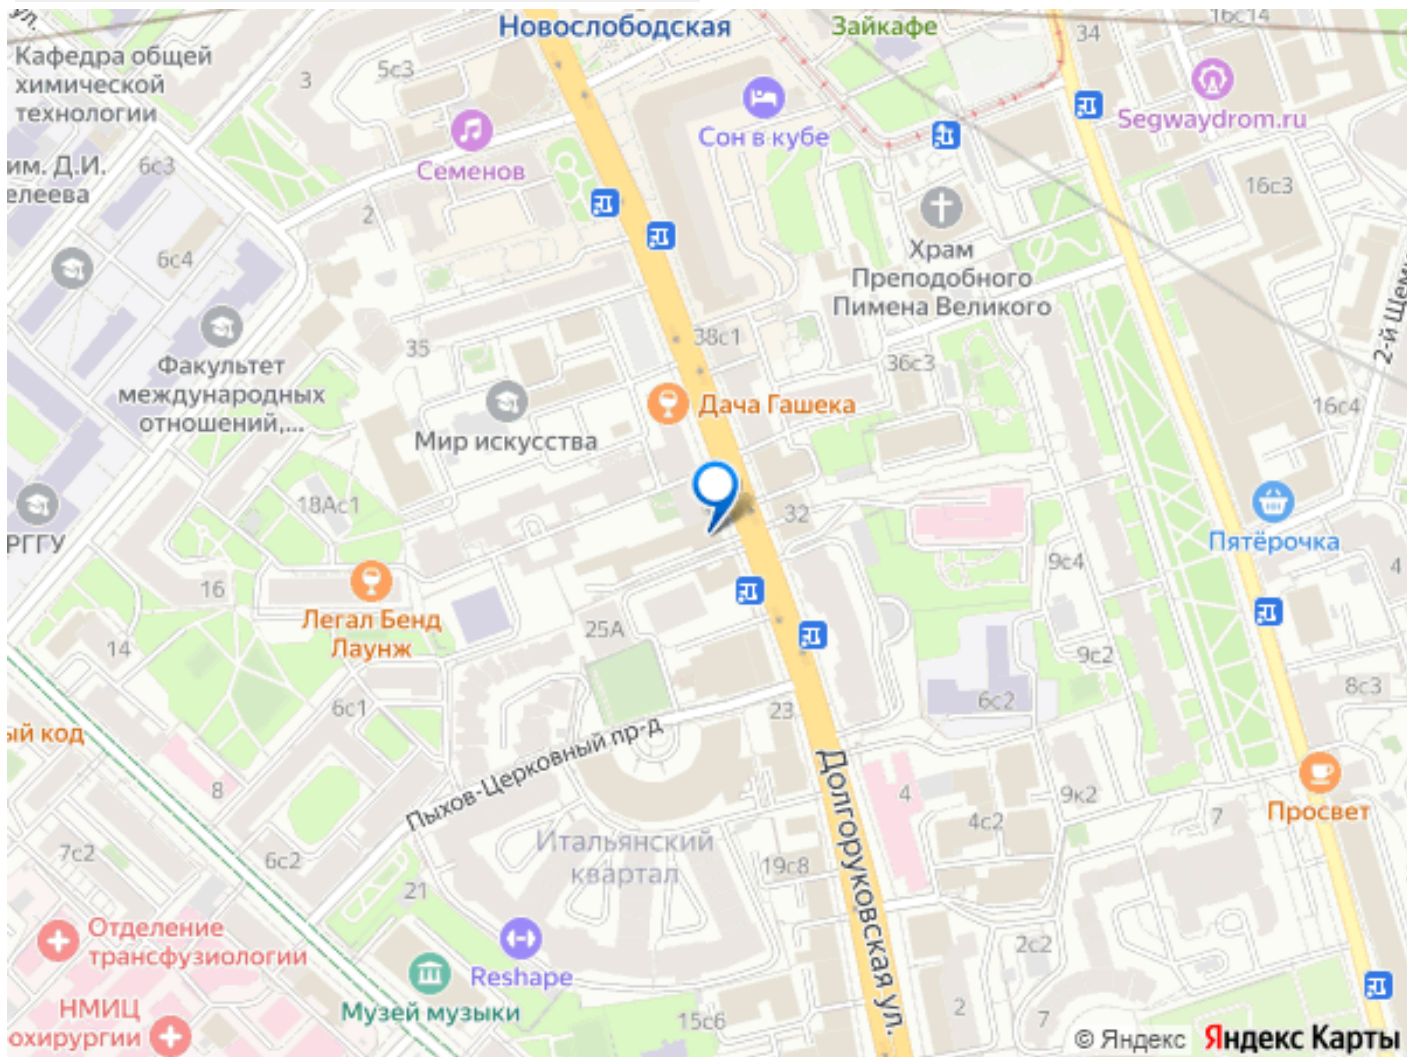 ул.
Новослободская
Зайкафе
16с14
34
Кафедра общей
химической
технологии
3
5с3
Сон в кубе
Segwaydrom.ru
им. Д.И.
елеева
6с3
Семенов
2
16с3
6с4
Храм
Преподобного
Пимена Великого
2-й Щеми
38с1
35
36с3
Факультет
международных
отношений,...
Дача Гашека
16с4
Мир искусства
18Ас1
32
РГГУ
Пятёрочка
9с4
4
16
Легал Бенд
Лаунж
25А
14
9с2
8с3
6с1
6с2
23
ый код
Пыхов-Церковный пр-д
Долгоруковская ул.
8
4
9к2
7
Просвет
4с2
Итальянский
квартал
7с2
6с2
19с8
21
Отделение
трансфузиологии
2с2
Reshape
НМИЦ
охирургии
Музей музыки
15с6
2
7
© Яндекс Яндекс Карты